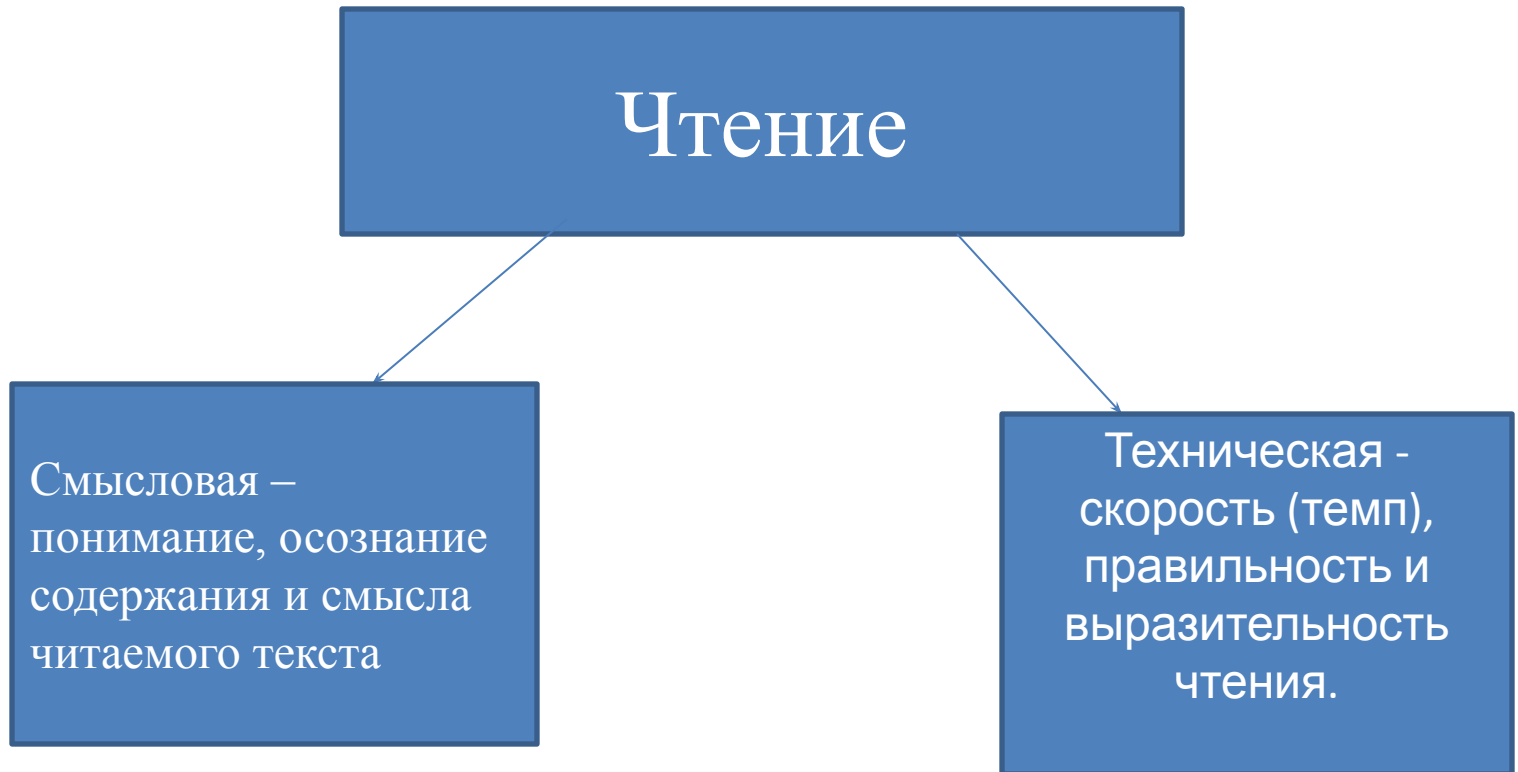 Чтение
Смысловая –
понимание, осознание
содержания и смысла
читаемого текста
Техническая -
скорость (темп),
правильность и
выразительность
чтения.